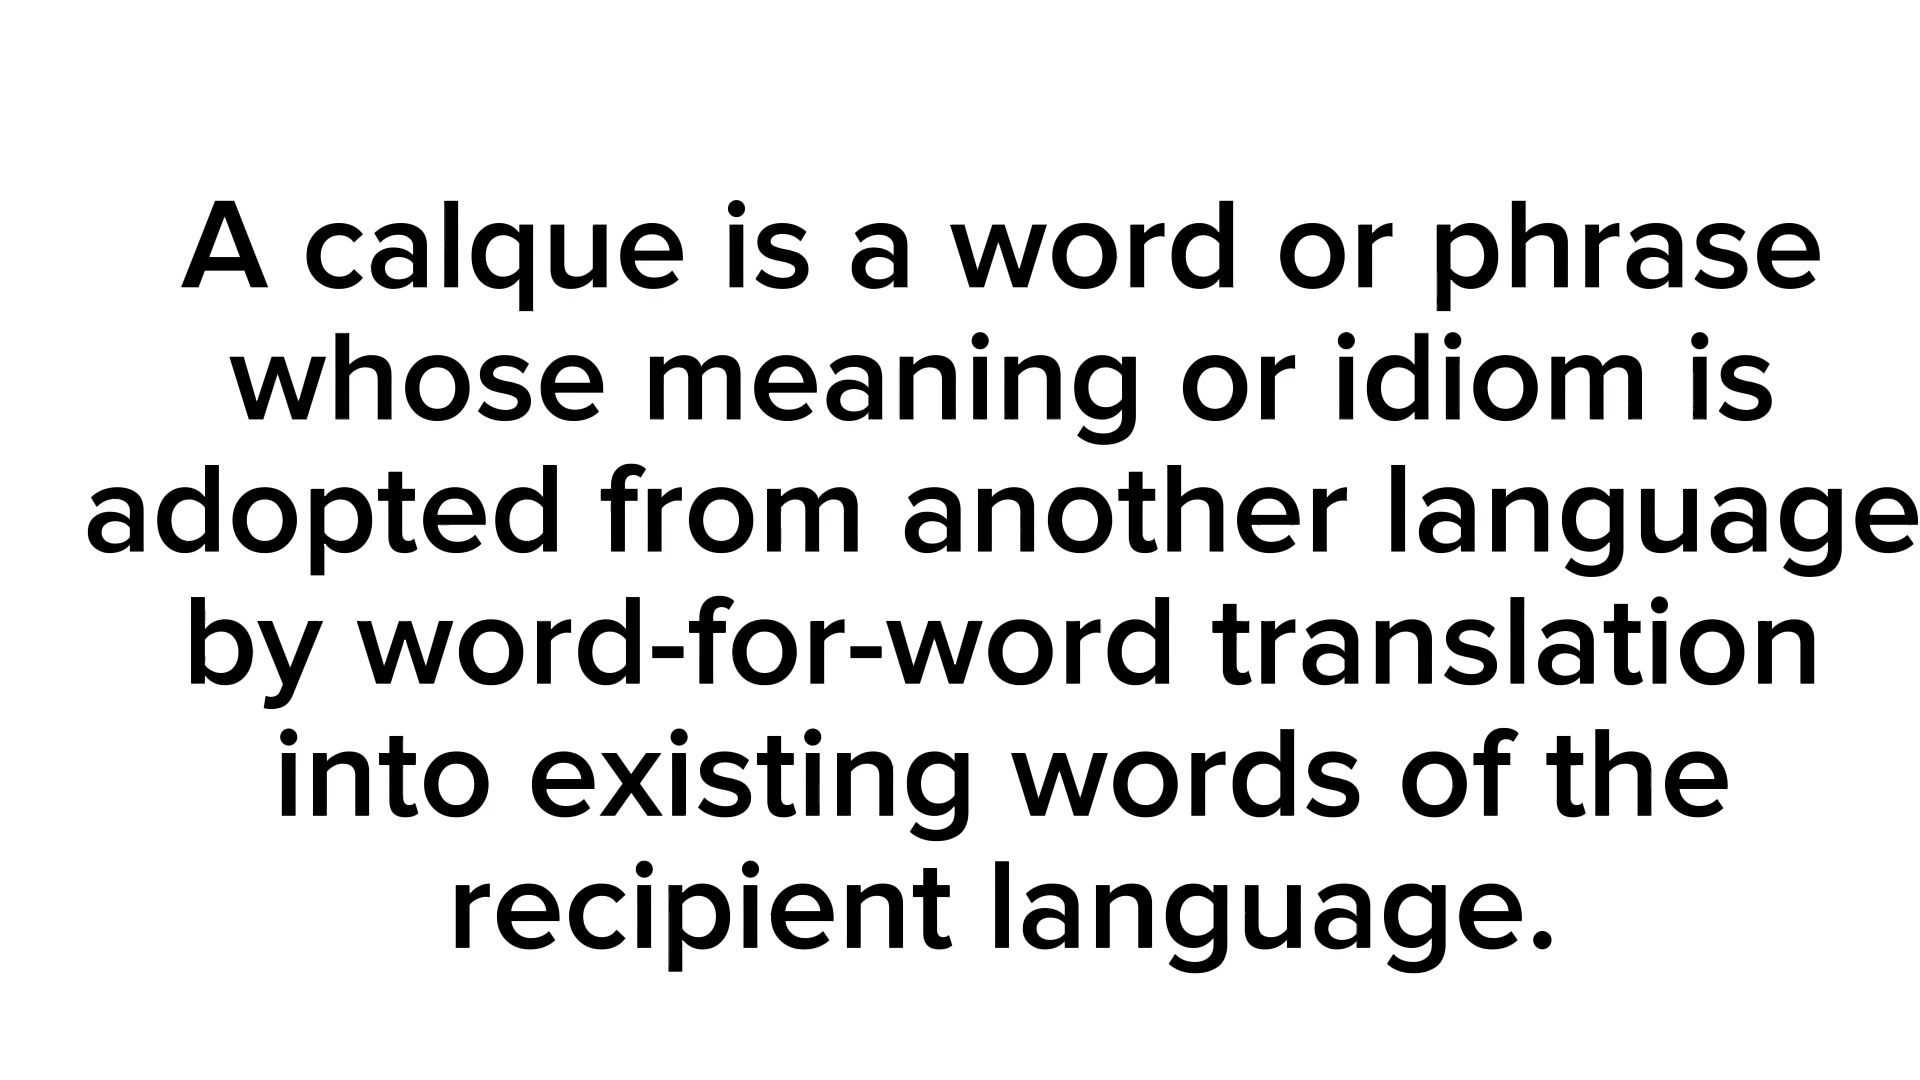 A calque is a word or phrase
whose meaning or idiom is
adopted from another language
by word-for-word translation
into existing words of the
recipient language.